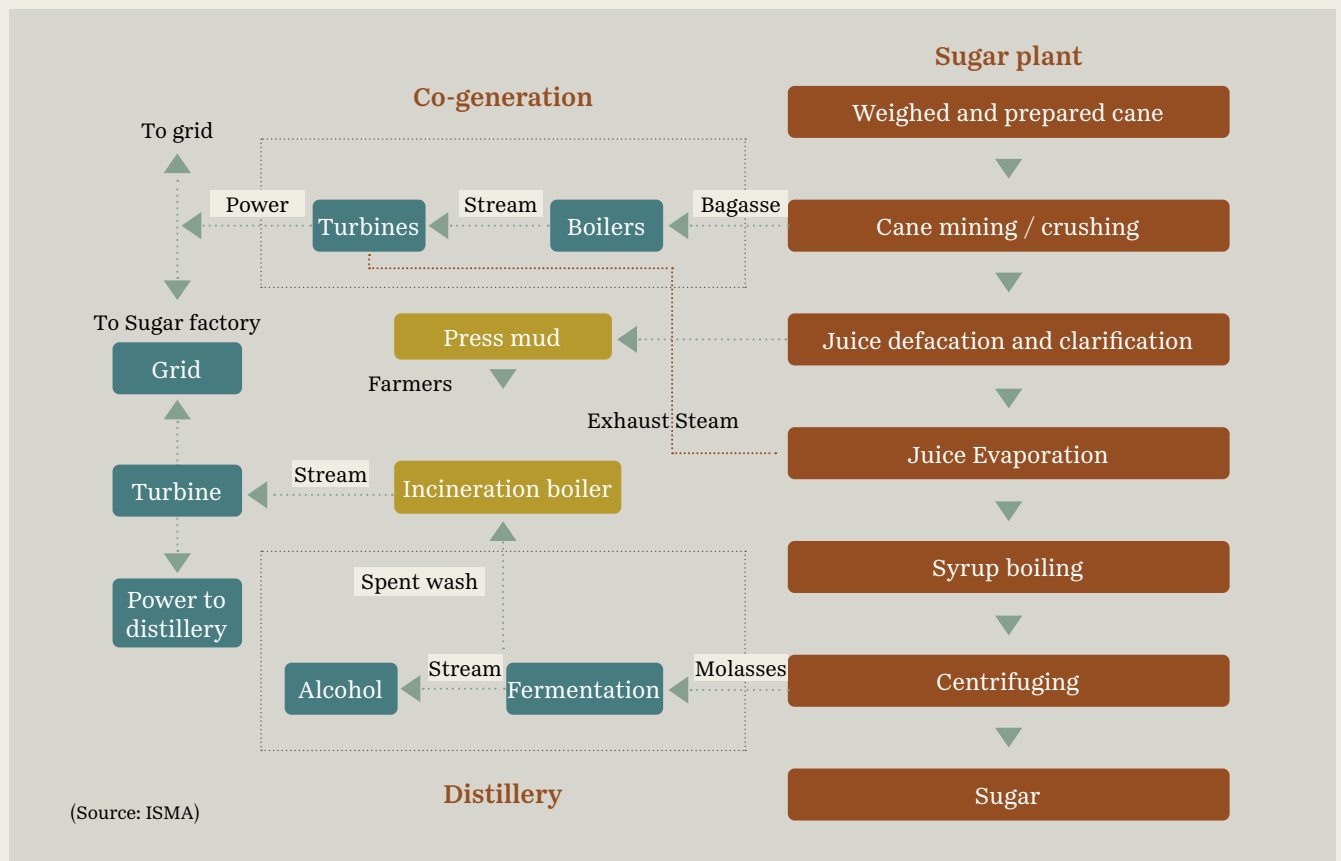 Sugar plant
Co-generation
Weighed and prepared cane
To grid
Power
Stream
Bagasse
Turbines
Boilers
Cane mining / crushing
To Sugar factory
Press mud
Juice defacation and clarification
Grid
Farmers
Exhaust Steam
Juice Evaporation
Stream
Turbine
Incineration boiler
Spent wash
Syrup boiling
Power to
distillery
Stream
Molasses
Alcohol
Fermentation
Centrifuging
Distillery
Sugar
(Source: ISMA)